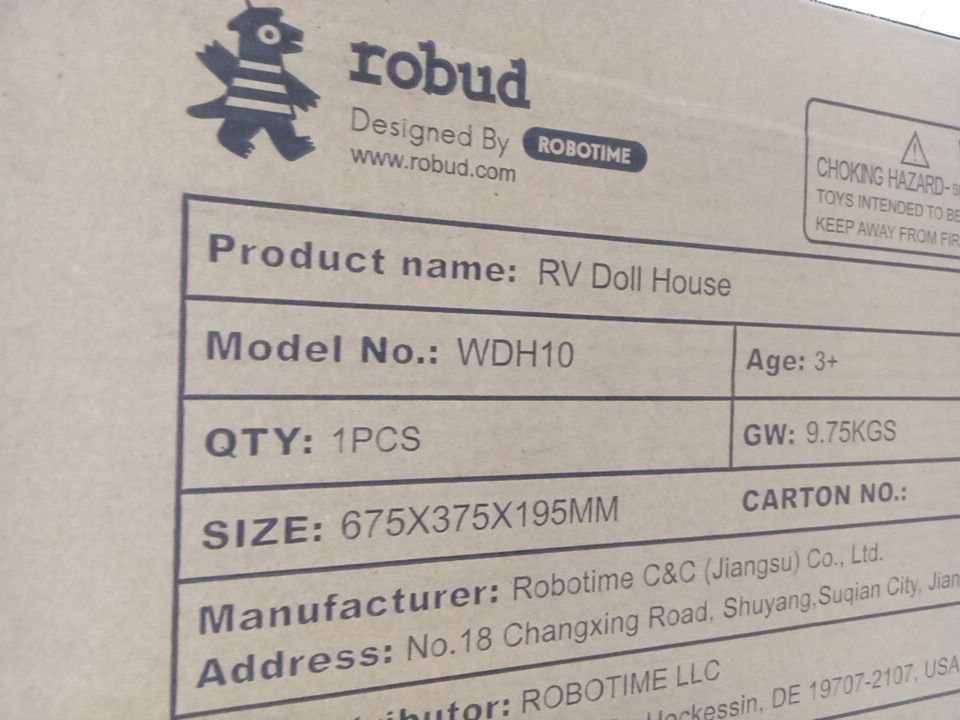 robud
Designed By ROBOTIME
www.robud.com
CHOKING HAZARD-
TOYS INTENDED TO BE
KEEP AWAY FROM
Product name: RV Doll House
Model No.: WDH10
Age: 3+
QTY: 1PCS
GW: 9.75KGS
SIZE: 675X375X195MM
CARTON NO.:
Manufacturer: Robotime C&C (Jiangsu) Co., Ltd.
Address: No.18 Changxing Road, Shuyang,Suqian City,
ROBOTIME LLC
Hockessin, DE 19707-2107, USA